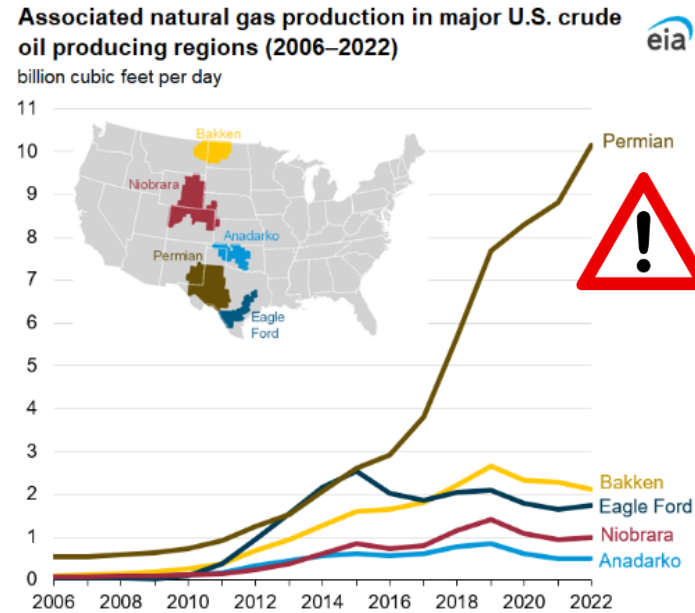 Associated natural gas production in major U.S. crude
oil producing regions (2006–2022)
eia
billion cubic feet per day
11
10
9
8
7
6
5
4
3
2
1
0
Bakken
Niobrara
Anadarko
Permian
Eagle
Ford
Permian
!
Bakken
Eagle Ford
Niobrara
Anadarko
2006 2008 2010 2012 2014 2016 2018 2020 2022